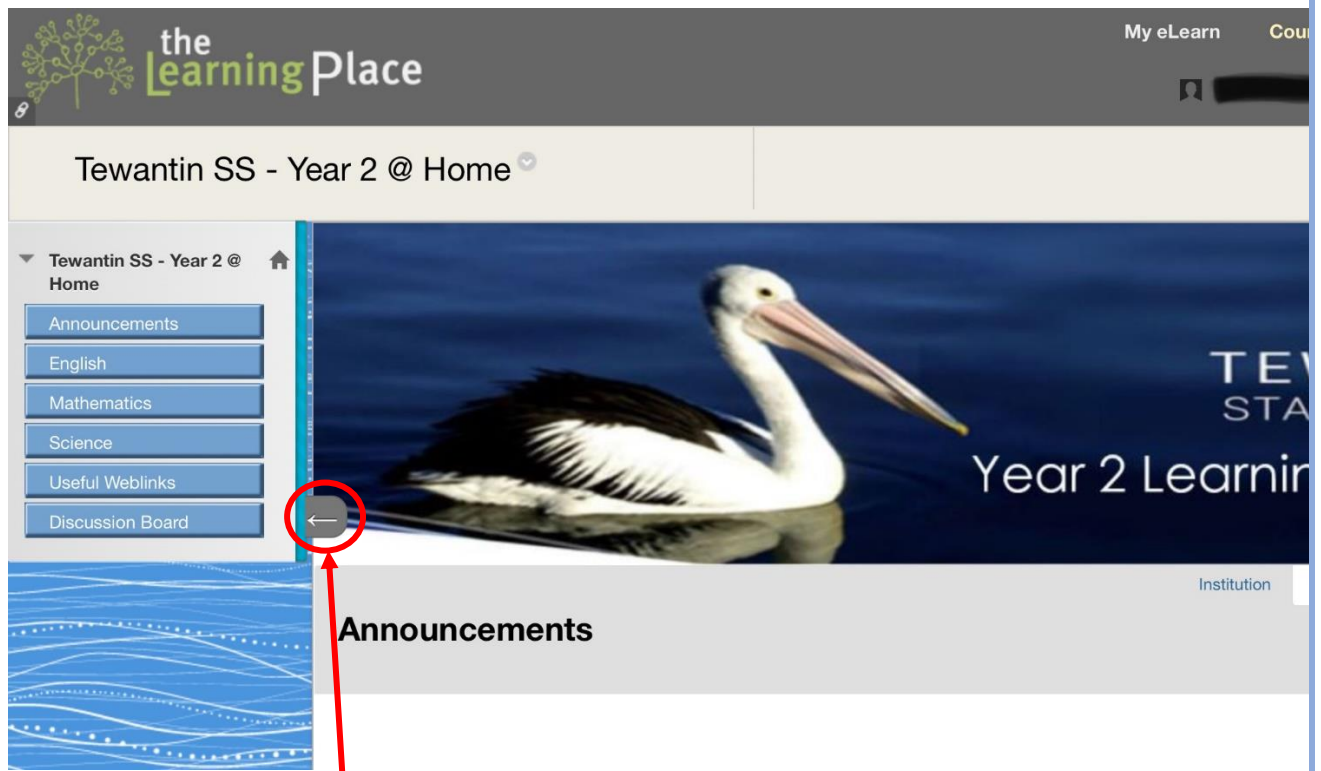 the
Learning Place
My eLearn
Tewantin SS - Year 2 @ Home
Tewantin SS - Year 2 @
Home
Announcements
English
Mathematics
Science
Useful Weblinks
Discussion Board
Year 2
Institution
Announcements